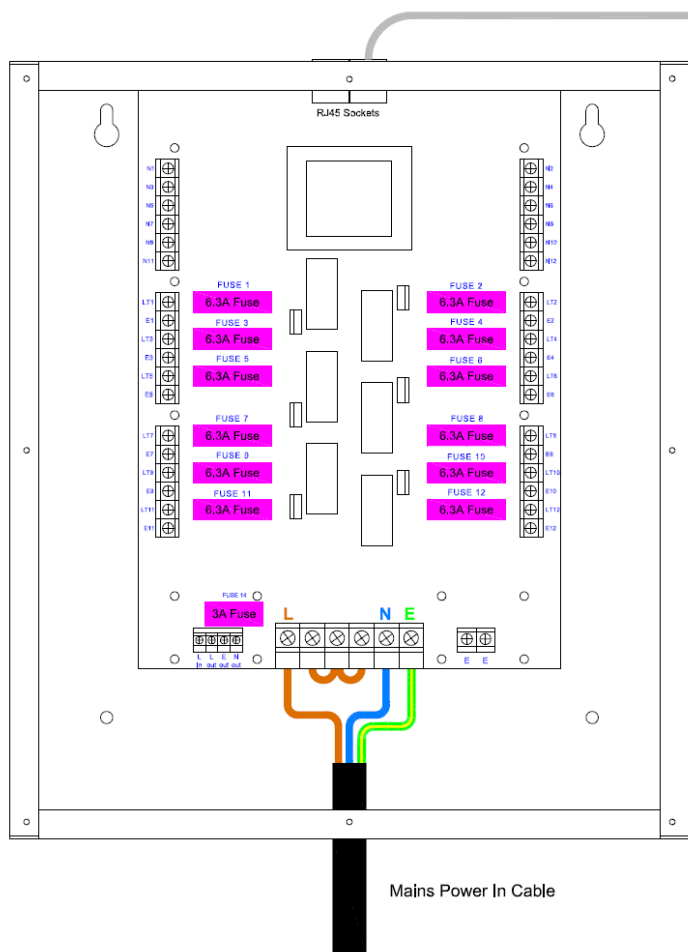 RJ45 Sockets
N1
N3
N5
N7
N9
N11
N2
N4
N6
N8
N10
N12
FUSE 1
6.3A Fuse
FUSE 3
6.3A Fuse
FUSE 5
6.3A Fuse
FUSE 2
6.3A Fuse
FUSE 4
6.3A Fuse
FUSE 6
6.3A Fuse
LT1
E1
LT3
E3
LT5
E5
LT2
E2
LT4
E4
LT6
E6
FUSE 7
6.3A Fuse
FUSE 9
6.3A Fuse
FUSE 11
6.3A Fuse
FUSE 8
6.3A Fuse
FUSE 10
6.3A Fuse
FUSE 12
6.3A Fuse
LT7
E7
LT9
E9
LT11
E11
LT8
E8
LT10
E10
LT12
E12
FUSE 14
3A Fuse
L N E
L L E N
In out out out
E E
Mains Power In Cable